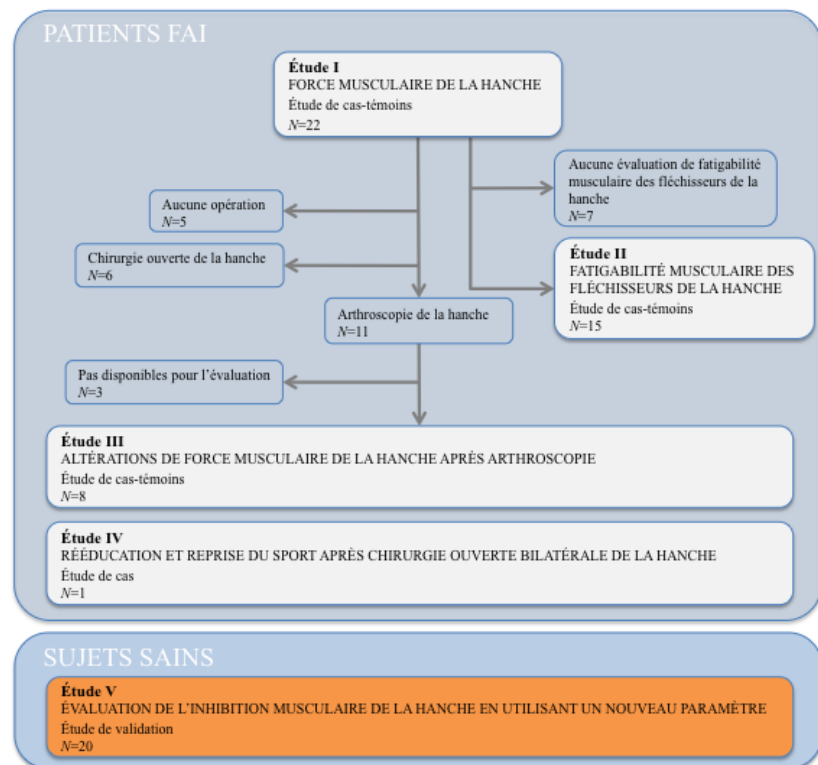 PATIENTS FAI
Étude I
FORCE MUSCULAIRE DE LA HANCHE
Étude de cas-témoins
N=22
Aucune évaluation de fatigabilité
musculaire des fléchisseurs de la
hanche
N=7
Aucune opération
N=5
Chirurgie ouverte de la hanche
N=6
Étude II
FATIGABILITÉ MUSCULAIRE DES
FLÉCHISSEURS DE LA HANCHE
Étude de cas-témoins
N=15
Arthroscopie de la hanche
N=11
Pas disponibles pour l'évaluation
N=3
Étude III
ALTÉRATIONS DE FORCE MUSCULAIRE DE LA HANCHE APRÈS ARTHROSCOPIE
Étude de cas-témoins
N=8
Étude IV
RÉÉDUCATION ET REPRISE DU SPORT APRÈS CHIRURGIE OUVERTE BILATÉRALE DE LA HANCHE
Étude de cas
N=1
SUJETS SAINS
Étude V
ÉVALUATION DE L'INHIBITION MUSCULAIRE DE LA HANCHE EN UTILISANT UN NOUVEAU PARAMÈTRE
Étude de validation
N=20